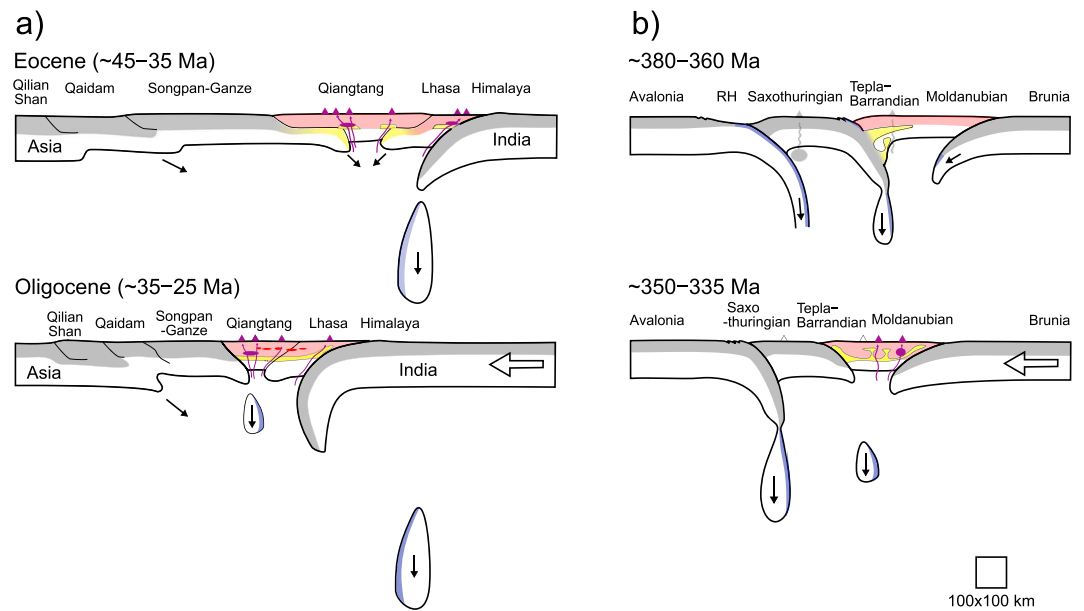 a)
Eocene (~45–35 Ma)
Qilian
Shan
Qaidam
Songpan-Ganze
Qiangtang
Lhasa
Himalaya
Asia
India
Oligocene (~35–25 Ma)
Qilian
Shan
Qaidam
Songpan
-Ganze
Qiangtang
Lhasa
Himalaya
Asia
India
b)
~380–360 Ma
Avalonia
RH
Saxothuringian
Tepla–
Barrandian
Moldanubian
Brunia
~350–335 Ma
Avalonia
Saxo
-thuringian
Tepla–
Barrandian
Moldanubian
Brunia
100x100 km